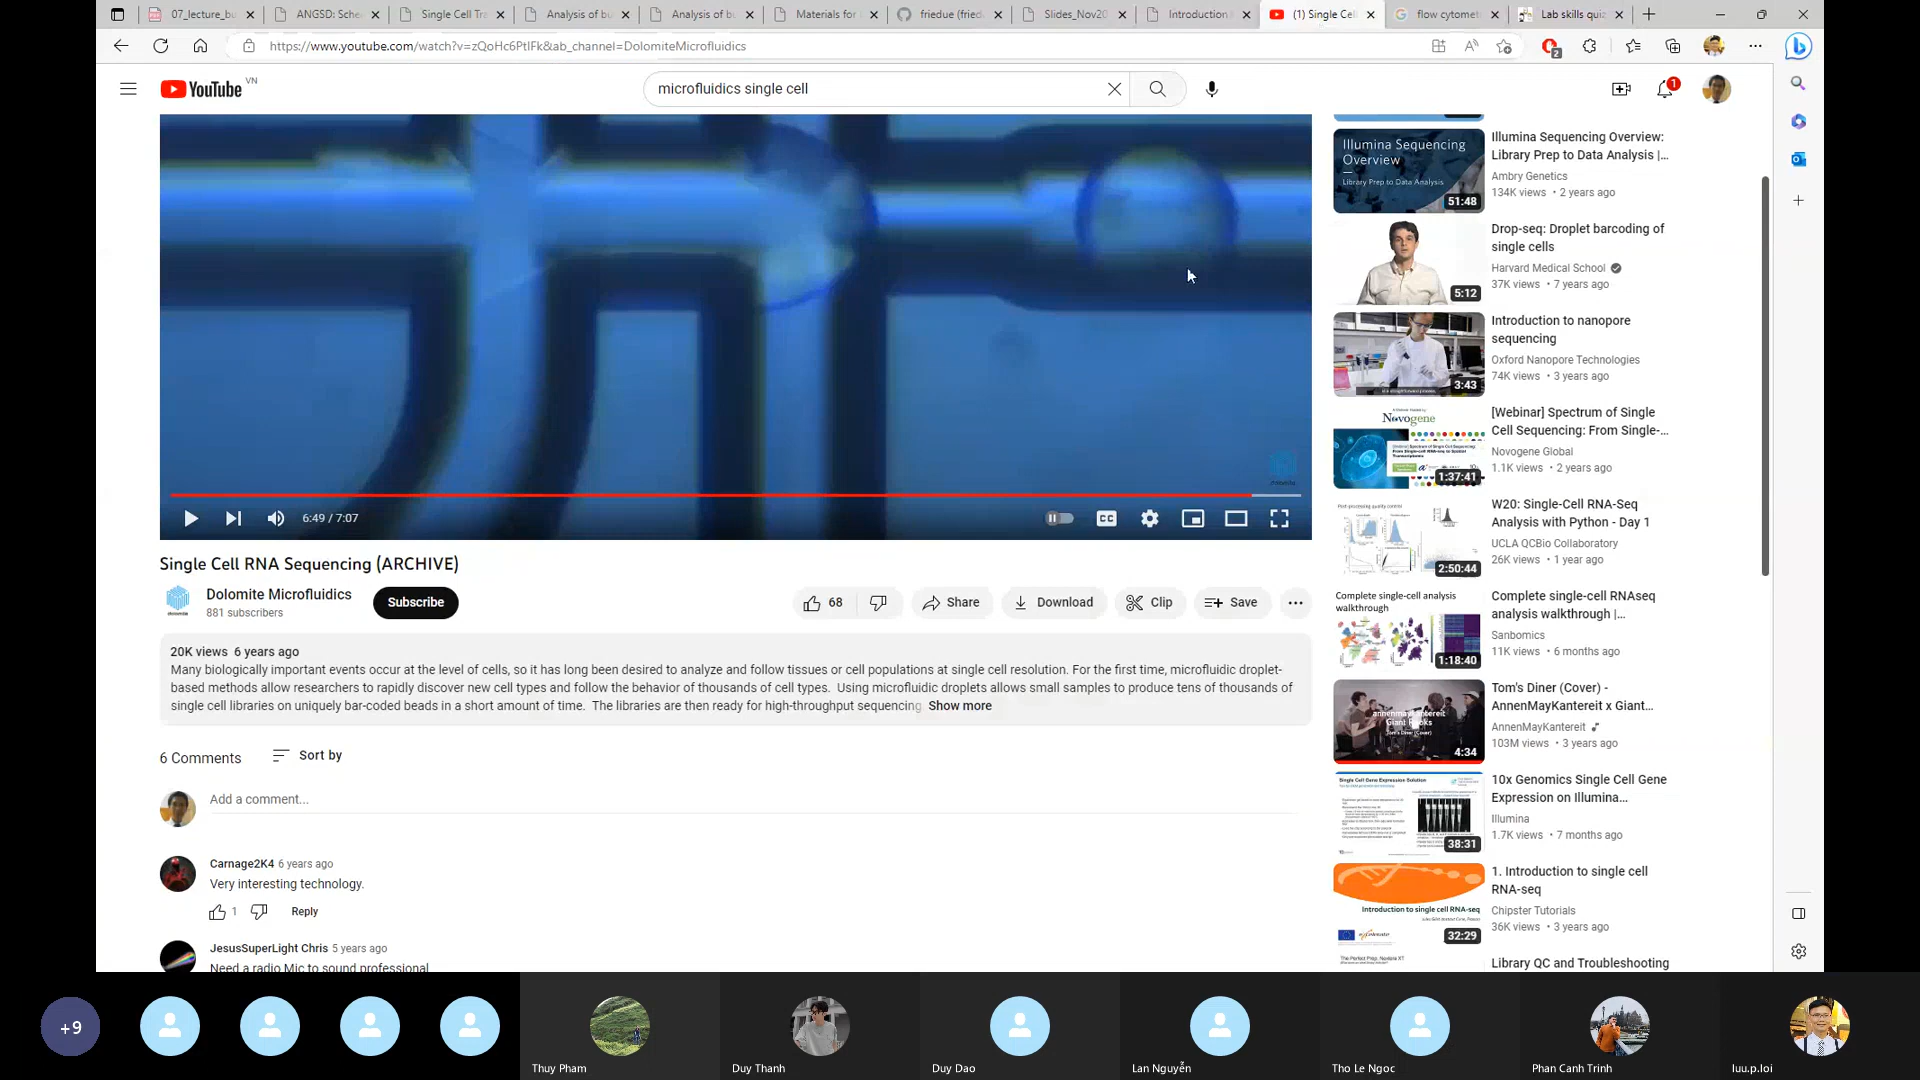 07_lecture_bu
ANGSD: Sche
Single Cell Tra
Analysis of bu
Analysis of bu
Materials for
friedue (fried
Slides_Nov20
Introduction
(1) Single Cel
flow cytomet
Lab skills quiz
https://www.youtube.com/watch?v=zQoHc6PtIFk&ab_channel=DolomiteMicrofluidics
2
YouTube VN
microfluidics single cell
1
6:49 / 7:07
CC
Single Cell RNA Sequencing (ARCHIVE)
Dolomite Microfluidics
881 subscribers
Subscribe
68
Share
Download
Clip
Save
20K views 6 years ago
Many biologically important events occur at the level of cells, so it has long been desired to analyze and follow tissues or cell populations at single cell resolution. For the first time, microfluidic droplet-
based methods allow researchers to rapidly discover new cell types and follow the behavior of thousands of cell types. Using microfluidic droplets allows small samples to produce tens of thousands of
single cell libraries on uniquely bar-coded beads in a short amount of time. The libraries are then ready for high-throughput sequencing Show more
6 Comments
Sort by
Add a comment...
Carnage2K4 6 years ago
Very interesting technology.
1
Reply
JesusSuperLight Chris 5 years ago
Need a radio Mic to sound professional
Illumina Sequencing
Overview
Library Prep to Data Analysis
51:48
Illumina Sequencing Overview:
Library Prep to Data Analysis |...
Ambry Genetics
134K views • 2 years ago
5:12
Drop-seq: Droplet barcoding of
single cells
Harvard Medical School
37K views • 7 years ago
3:43
Introduction to nanopore
sequencing
Oxford Nanopore Technologies
74K views • 3 years ago
Novogene
1:37:41
[Webinar] Spectrum of Single
Cell Sequencing: From Single-...
Novogene Global
1.1K views • 2 years ago
2:50:44
W20: Single-Cell RNA-Seq
Analysis with Python - Day 1
UCLA QCBio Collaboratory
26K views • 1 year ago
Complete single-cell analysis
walkthrough
1:18:40
Complete single-cell RNAseq
analysis walkthrough |...
Sanbomics
11K views • 6 months ago
4:34
Tom's Diner (Cover) -
AnnenMayKantereit x Giant...
AnnenMayKantereit
103M views • 3 years ago
Single Cell Gene Expression Solution
38:31
10x Genomics Single Cell Gene
Expression on Illumina...
Illumina
1.7K views • 7 months ago
Introduction to single cell RNA-seq
32:29
1. Introduction to single cell
RNA-seq
Chipster Tutorials
36K views • 3 years ago
Library QC and Troubleshooting
+9
Thuy Pham
Duy Thanh
Duy Dao
Lan Nguyễn
Tho Le Ngoc
Phan Canh Trinh
luu.p.loi